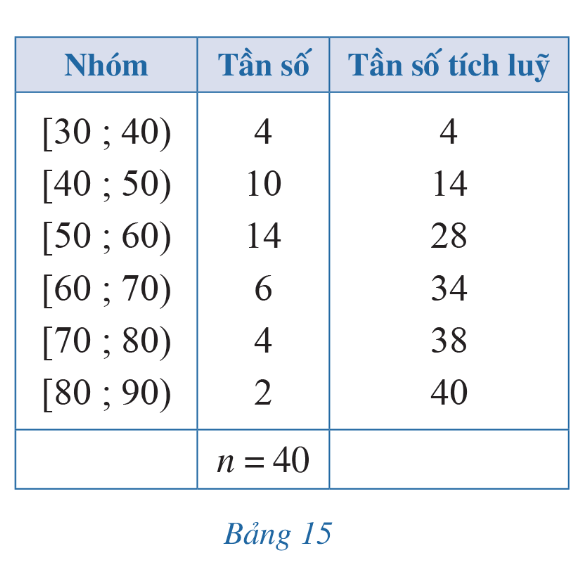 Nhóm Tần số Tần số tích luỹ
[30 ; 40) 4 4
[40 ; 50) 10 14
[50 ; 60) 14 28
[60 ; 70) 6 34
[70 ; 80) 4 38
[80 ; 90) 2 40
n = 40
Bảng 15